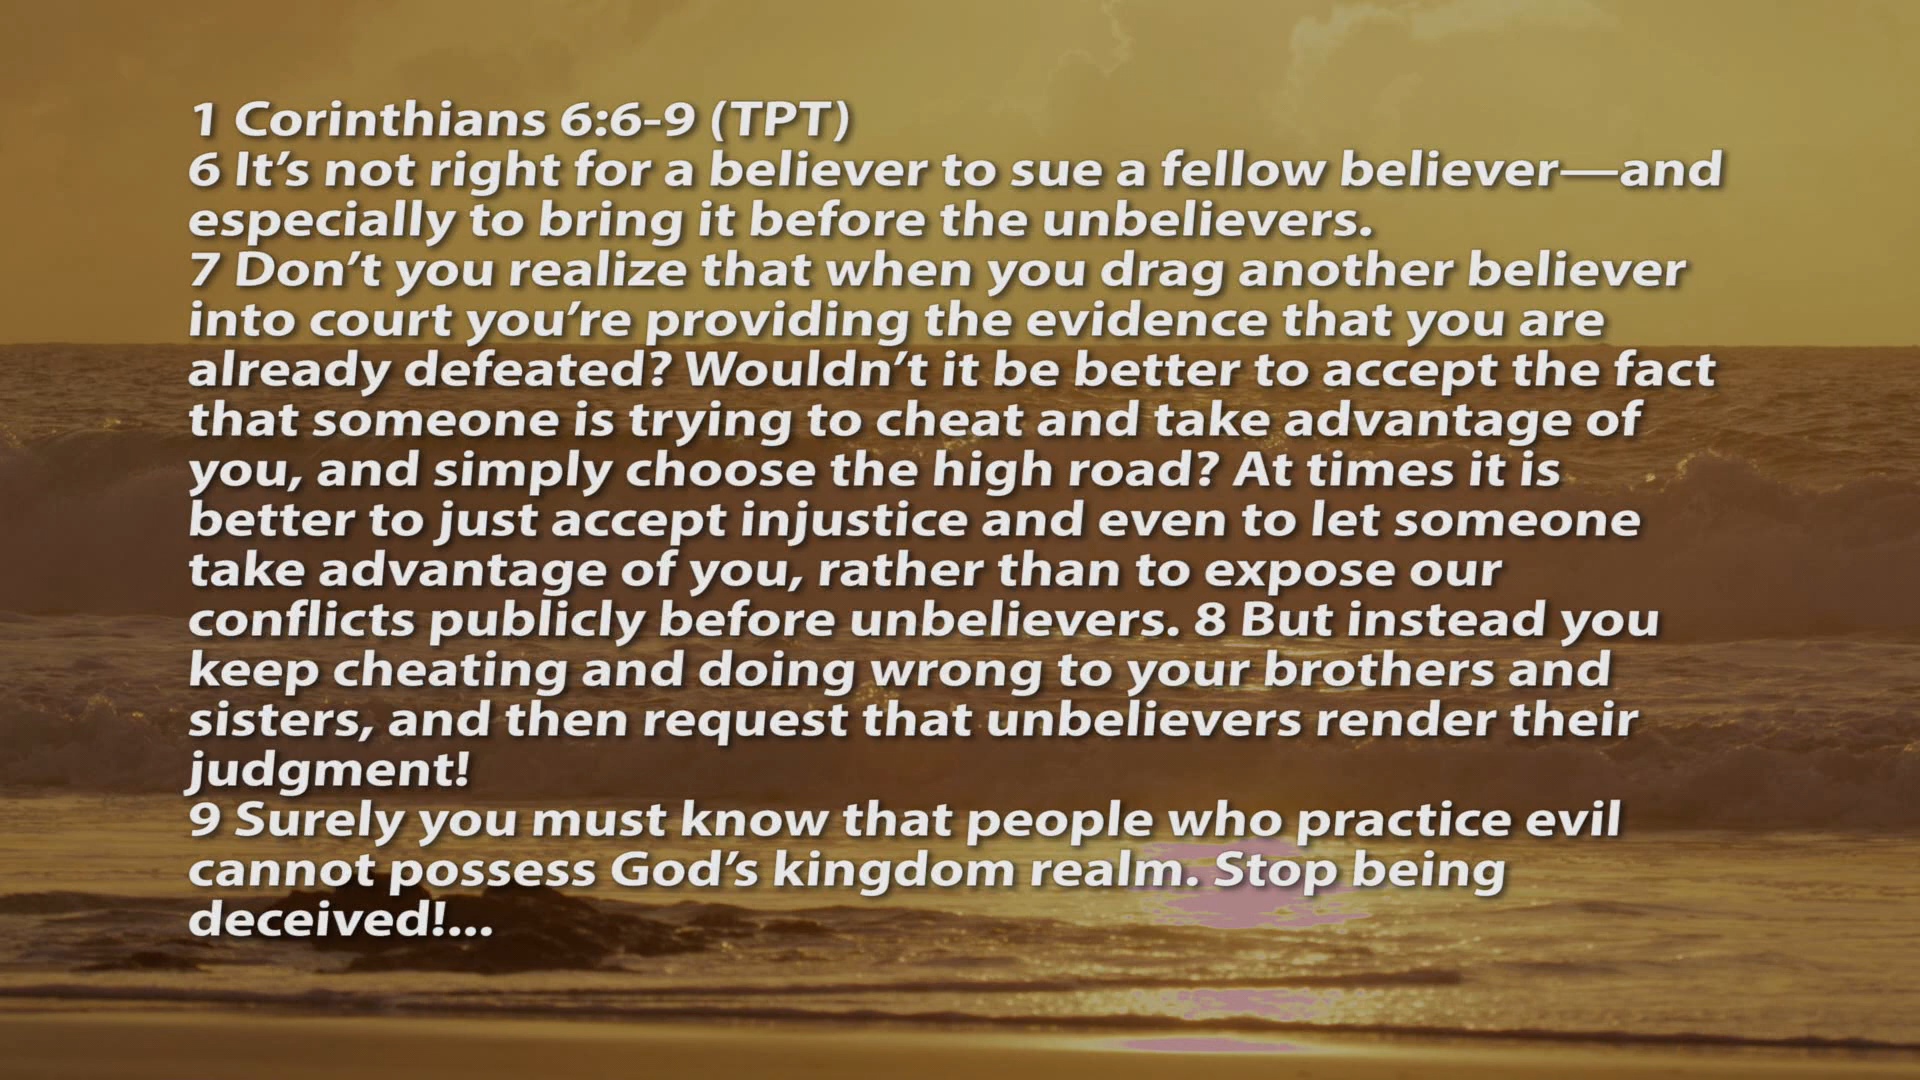 1 Corinthians 6:6-9 (TPT)
6 It’s not right for a believer to sue a fellow believer—and
especially to bring it before the unbelievers.
7 Don’t you realize that when you drag another believer
into court you’re providing the evidence that you are
already defeated? Wouldn’t it be better to accept the fact
that someone is trying to cheat and take advantage of
you, and simply choose the high road? At times it is
better to just accept injustice and even to let someone
take advantage of you, rather than to expose our
conflicts publicly before unbelievers. 8 But instead you
keep cheating and doing wrong to your brothers and
sisters, and then request that unbelievers render their
judgment!
9 Surely you must know that people who practice evil
cannot possess God’s kingdom realm. Stop being
deceived!...